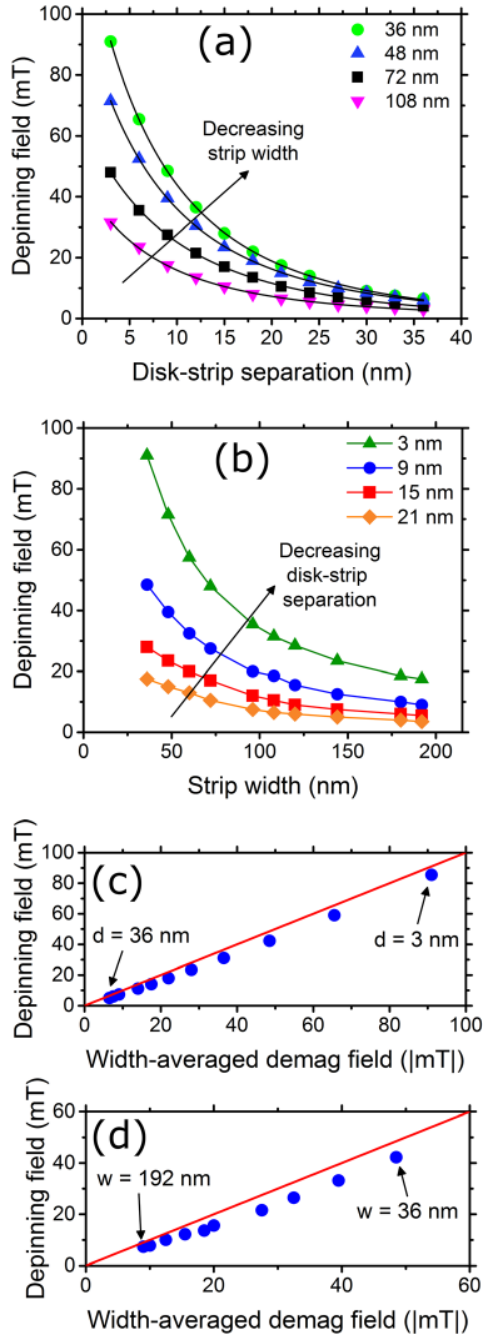 (a)
36 nm
48 nm
72 nm
108 nm
Decreasing
strip width
Depinning field (mT)
100
80
60
40
20
0
0 5 10 15 20 25 30 35 40
Disk-strip separation (nm)
(b)
3 nm
9 nm
15 nm
21 nm
Decreasing
disk-strip
separation
Depinning field (mT)
100
80
60
40
20
0
0 50 100 150 200
Strip width (nm)
(c)
d = 36 nm
d = 3 nm
Depinning field (mT)
100
80
60
40
20
0
0 20 40 60 80 100
Width-averaged demag field (|mT|)
(d)
w = 192 nm
w = 36 nm
Depinning field (mT)
60
40
20
0
0 20 40 60
Width-averaged demag field (|mT|)